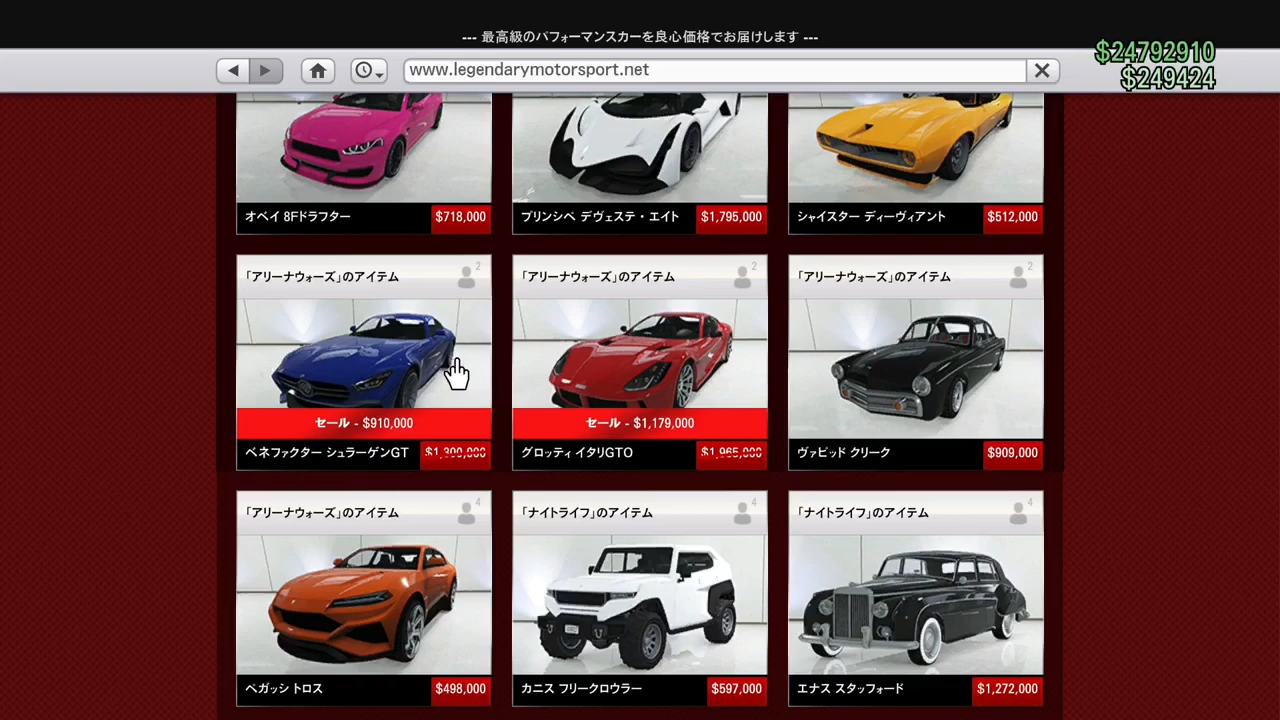 --- 最高級のパフォーマンスカーを良心価格でお届けします ---
$24792910
www.legendarymotorsport.net
$249424
オベイ 8Fドラフター
$718,000
プリンシペ デヴェステ・エイト
$1,795,000
シャイスター ディーヴィアント
$512,000
「アリーナウォーズ」のアイテム
2
「アリーナウォーズ」のアイテム
2
「アリーナウォーズ」のアイテム
2
セール - $910,000
セール - $1,179,000
ベネファクター シュラーゲンGT
$1,300,000
グロッティ イタリGTO
$1,965,000
ヴァピッド クリーク
$909,000
「アリーナウォーズ」のアイテム
4
「ナイトライフ」のアイテム
4
「ナイトライフ」のアイテム
4
ペガッシ トロス
$498,000
カニス フリークロウラー
$597,000
エナス スタッフォード
$1,272,000